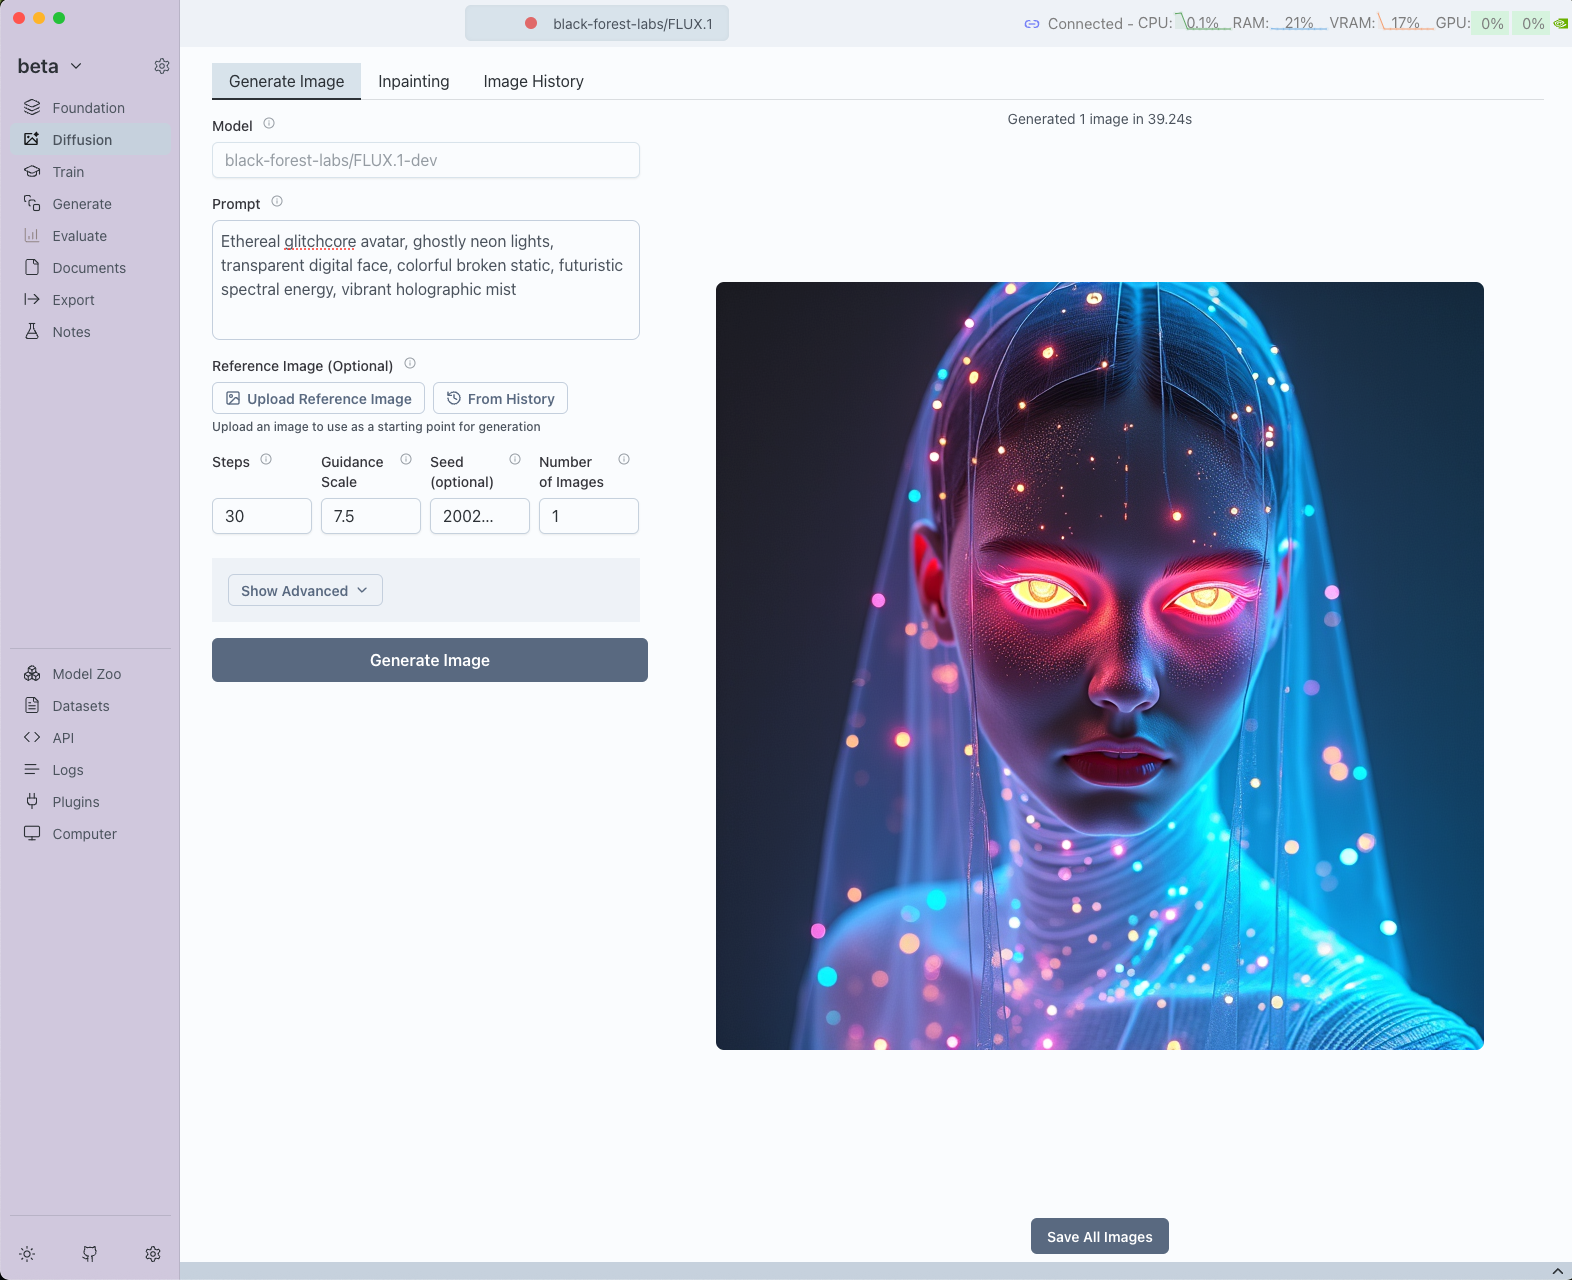 black-forest-labs/FLUX.1
Connected - CPU: 0.1% RAM: 21% VRAM: 17% GPU: 0% 0%
beta
Foundation
Diffusion
Train
Generate
Evaluate
Documents
Export
Notes
Model Zoo
Datasets
API
Logs
Plugins
Computer
Generate Image
Inpainting
Image History
Model
black-forest-labs/FLUX.1-dev
Prompt
Ethereal glitchcore avatar, ghostly neon lights,
transparent digital face, colorful broken static, futuristic
spectral energy, vibrant holographic mist
Reference Image (Optional)
Upload Reference Image
From History
Upload an image to use as a starting point for generation
Steps
30
Guidance
Scale
7.5
Seed
(optional)
2002...
Number
of Images
1
Show Advanced
Generate Image
Generated 1 image in 39.24s
Save All Images